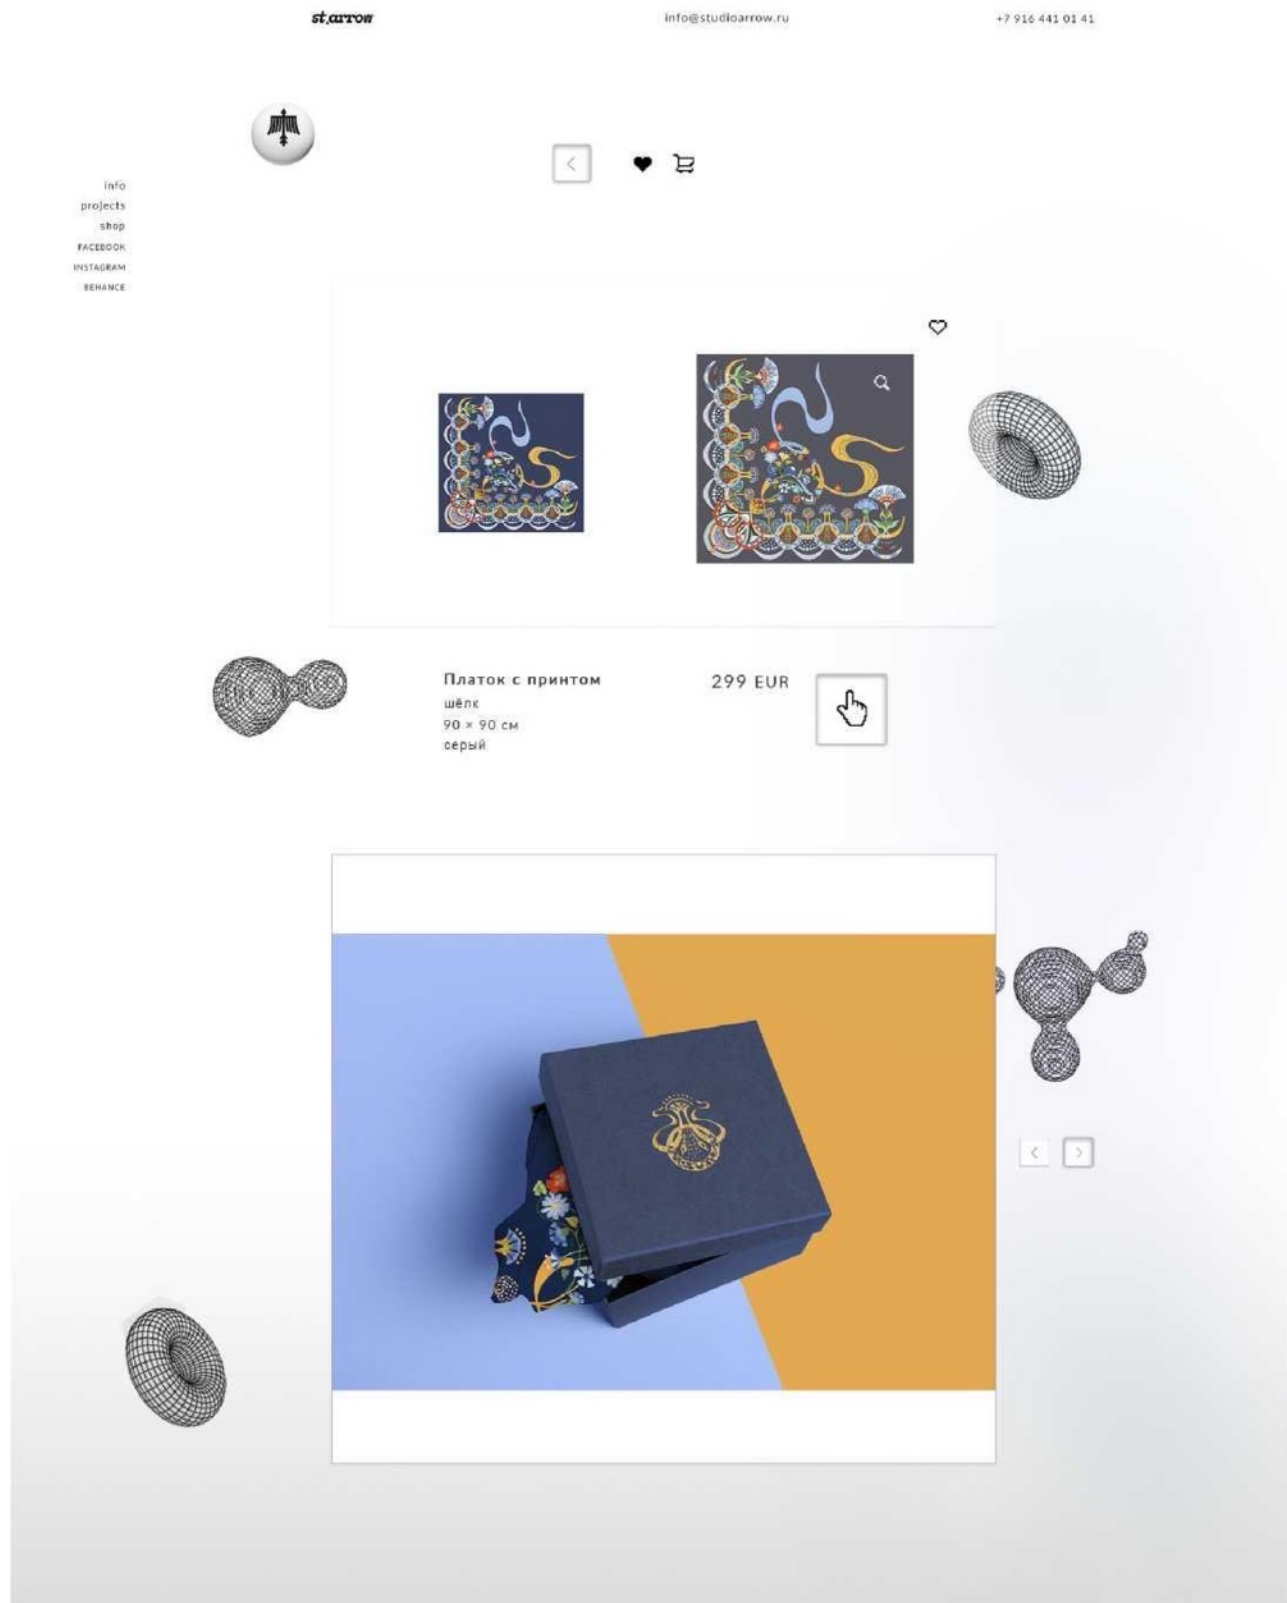 st.arrow
info@studioarrow.ru
+7 916 441 01 41
info
projects
shop
FACEBOOK
INSTAGRAM
BEHANCE
Платок с принтом
шёлк
90 × 90 см
серый
299 EUR